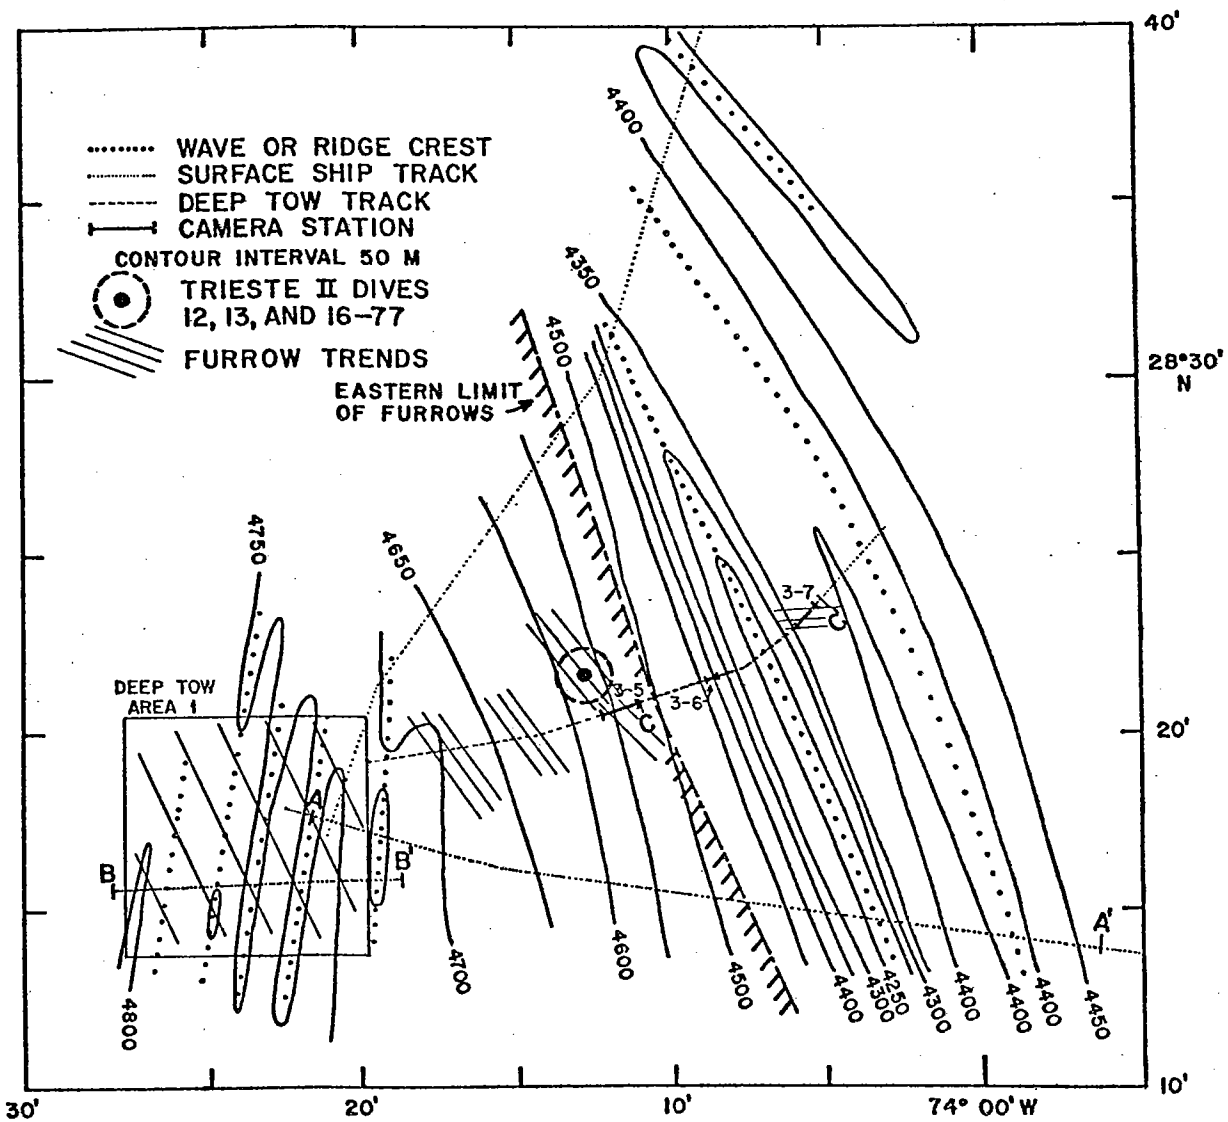 40'
WAVE OR RIDGE CREST
SURFACE SHIP TRACK
DEEP TOW TRACK
CAMERA STATION
CONTOUR INTERVAL 50 M
TRIESTE II DIVES
12, 13, AND 16-77
FURROW TRENDS
4400
4350
4500
28°30'
N
EASTERN LIMIT
OF FURROWS
4750
4650
3-7
C'
DEEP TOW
AREA 1
3-5
3-6
C
20'
A
B
B'
A'
4800
4700
4600
4500
4400
4300
4250
4300
4400
4400
4400
4450
10'
30'
20'
10'
74° 00' W